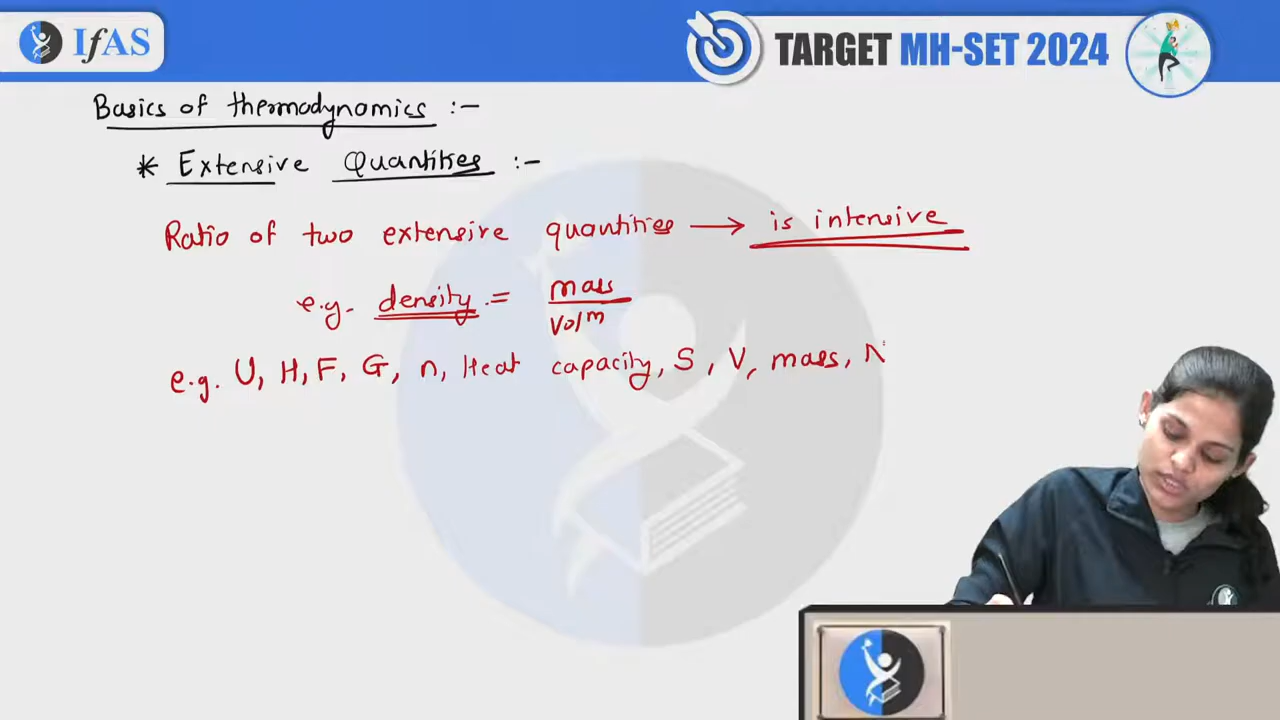 IfAS
TARGET MH-SET 2024
Basics of thermodynamics :-
* Extensive Quantities :-
Ratio of two extensive quantities → is intensive
e.g. density = mass / Volm
e.g. U, H, F, G, n, Heat capacity, S, V, mass, N